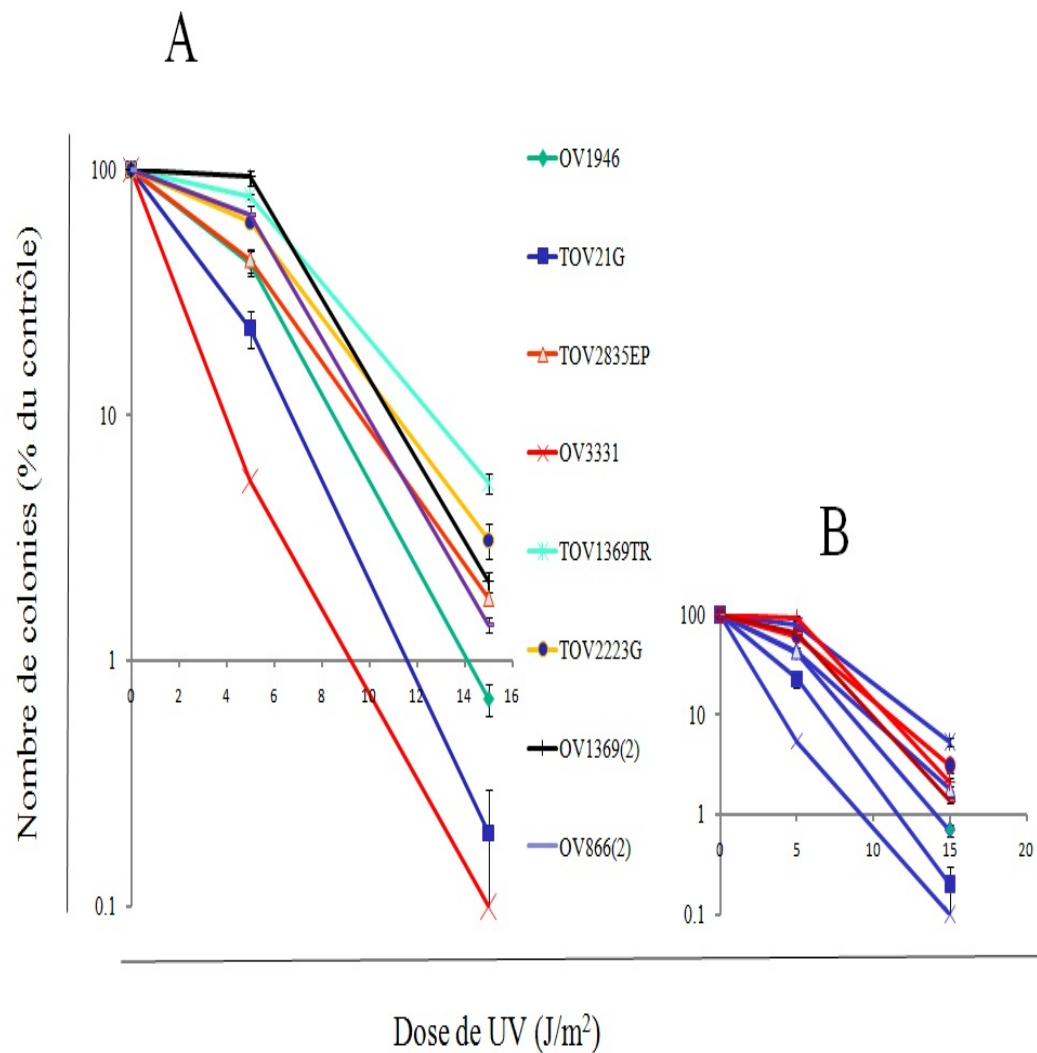 A
Nombre de colonies (% du contrôle)
100
10
1
0.1
0 2 4 6 8 10 12 14 16
OV1946
TOV21G
TOV2835EP
OV3331
TOV1369TR
TOV2223G
OV1369(2)
OV866(2)
B
100
10
1
0.1
0 5 10 15 20
Dose de UV (J/m²)